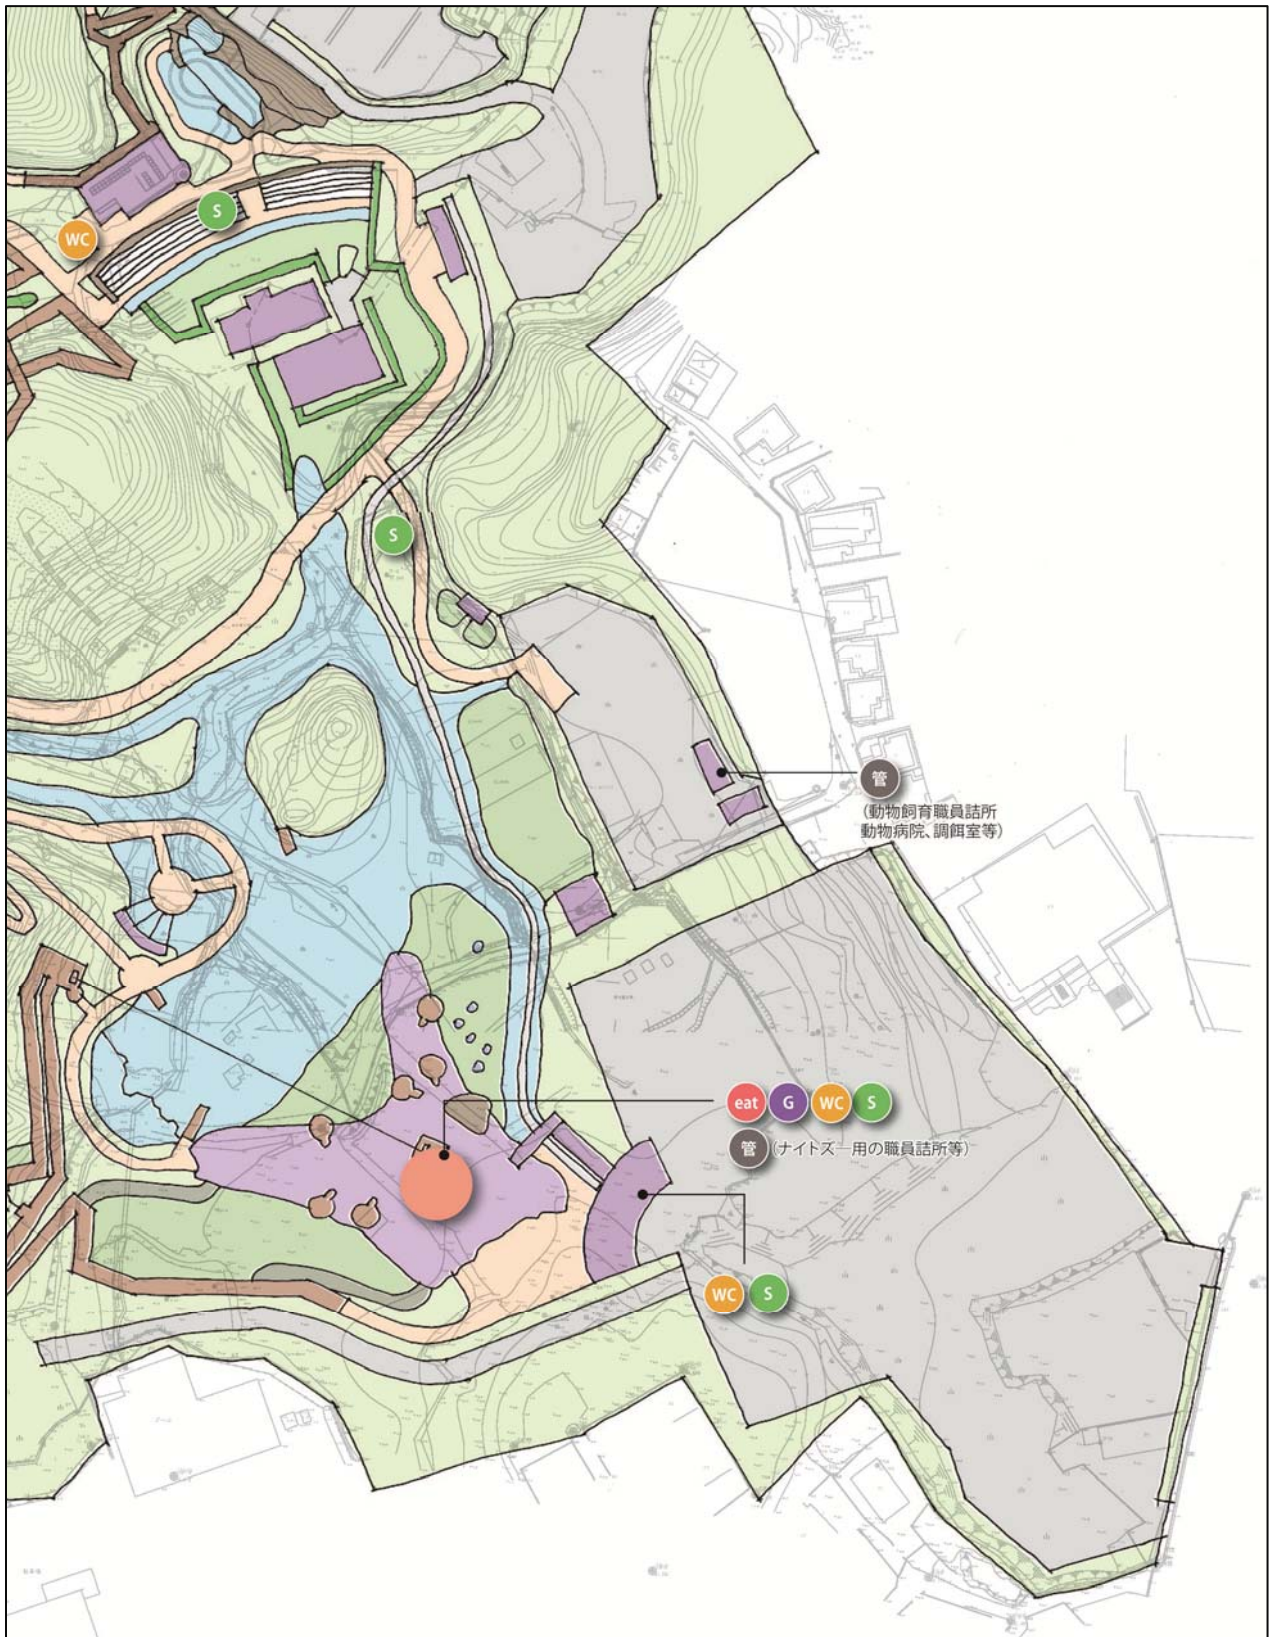 S
WC
S
管
(動物飼育職員詰所
動物病院、調餌室等)
eat G WC S
管 (ナイトズー用の職員詰所等)
WC S